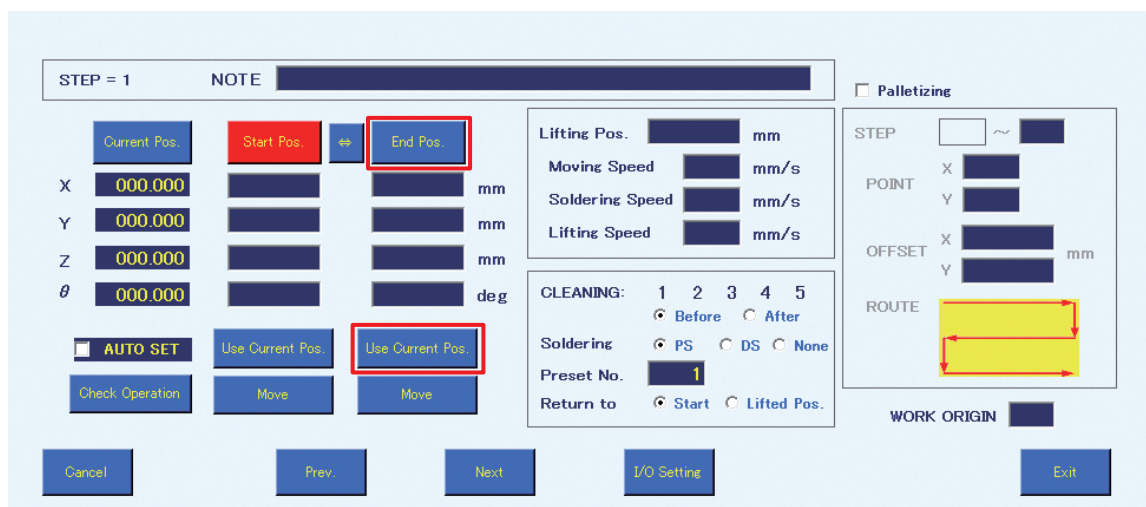 STEP = 1 NOTE
Palletizing
Current Pos. Start Pos. ⇔ End Pos.
X 000.000 mm
Y 000.000 mm
Z 000.000 mm
θ 000.000 deg
AUTO SET Use Current Pos. Use Current Pos.
Check Operation Move Move
Lifting Pos. mm
Moving Speed mm/s
Soldering Speed mm/s
Lifting Speed mm/s
CLEANING: 1 2 3 4 5
Before After
Soldering PS DS None
Preset No. 1
Return to Start Lifted Pos.
STEP ~
POINT X
Y
OFFSET X
Y
mm
ROUTE
WORK ORIGIN
Cancel Prev. Next I/O Setting Exit